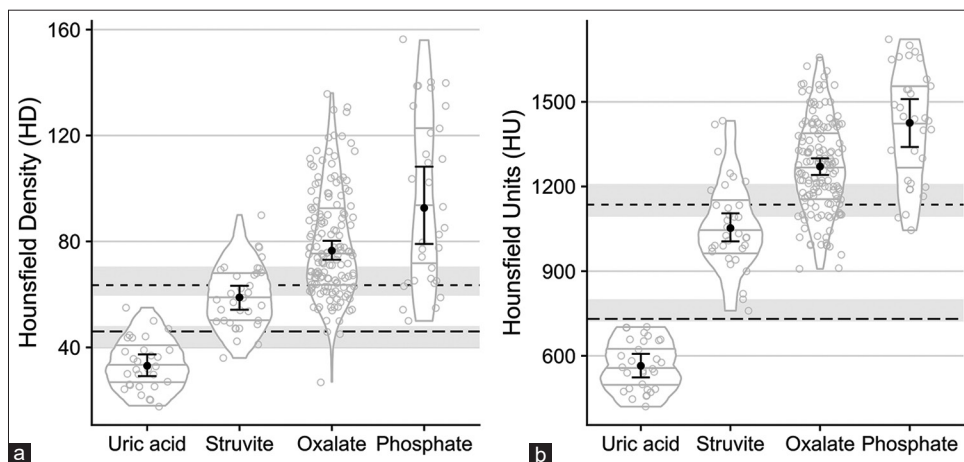 Hounsfield Density (HD)
160
120
80
40
Uric acid Struvite Oxalate Phosphate
a
Hounsfield Units (HU)
1500
1200
900
600
Uric acid Struvite Oxalate Phosphate
b